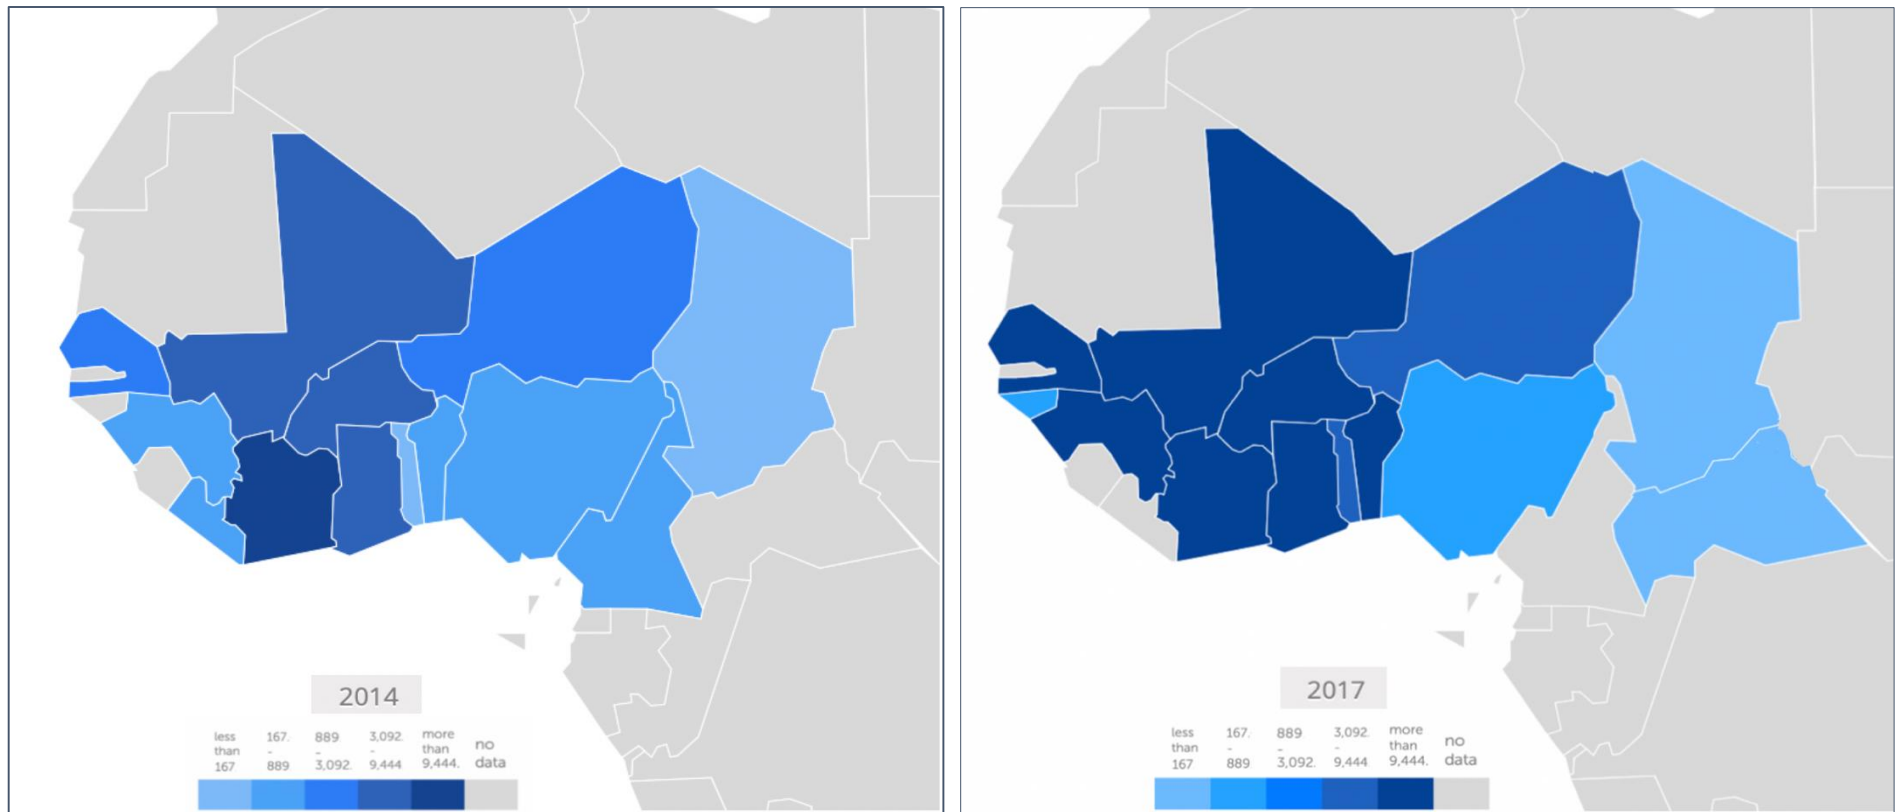 2014
less 167. 889 3,092. more no
than - - - than data
167 889 3,092. 9,444 9,444.
2017
less 167. 889 3,092. more no
than - - - than data
167 889 3,092. 9,444 9,444.